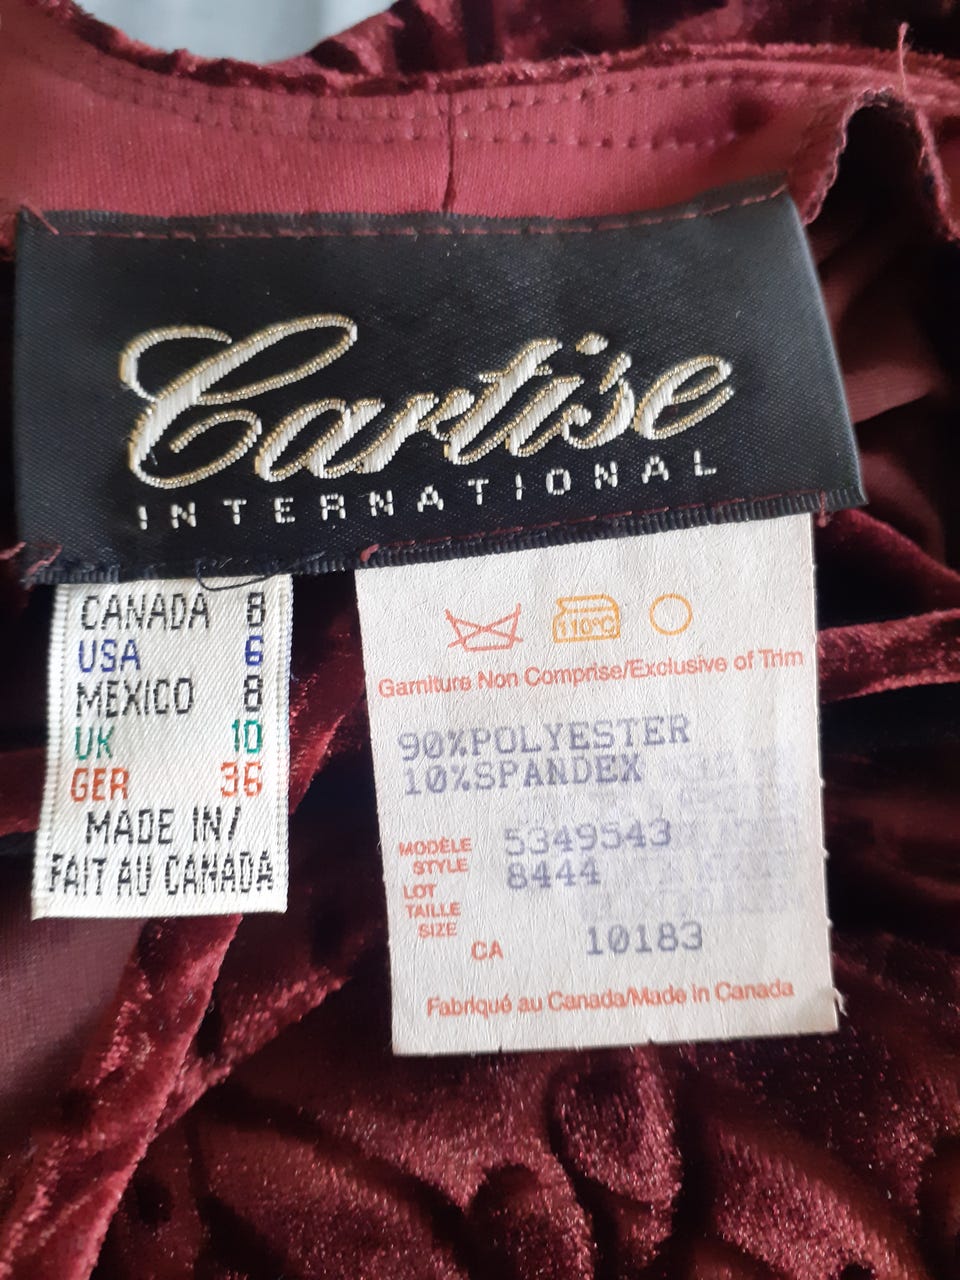 Cartise
INTERNATIONAL
CANADA 8
USA 6
MEXICO 8
UK 10
GER 36
MADE IN/
FAIT AU CANADA
110°C
Garniture Non Comprise/Exclusive of Trim
90%POLYESTER
10%SPANDEX
MODÈLE 5349543
STYLE
LOT 8444
TAILLE
SIZE
CA 10183
Fabriqué au Canada/Made in Canada